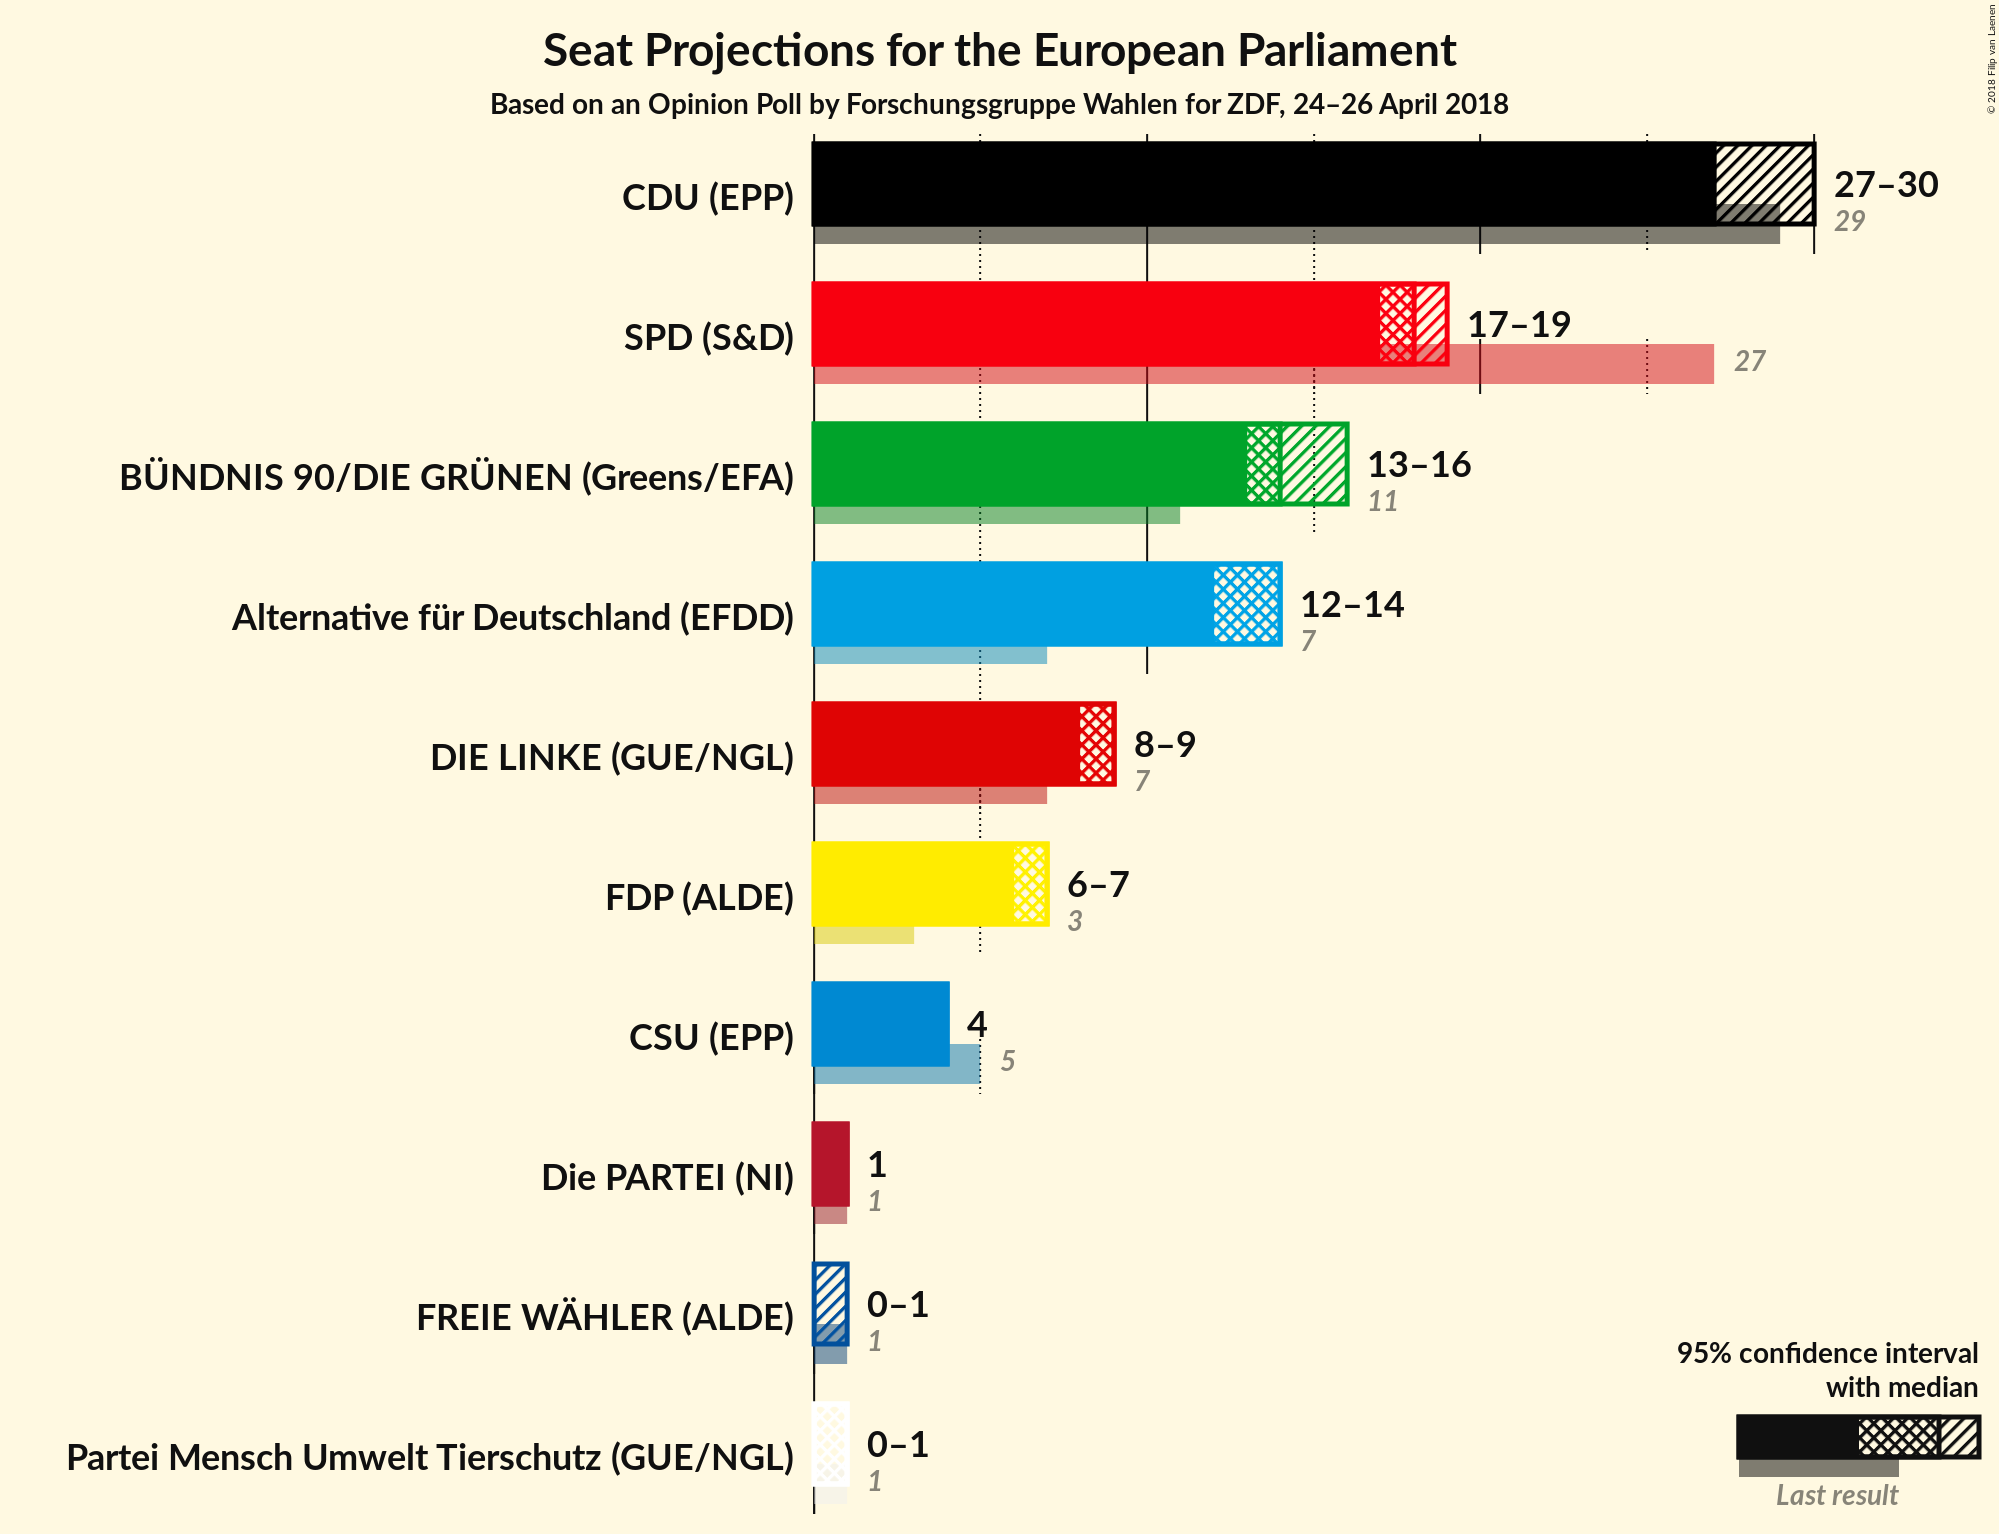 Seat Projections for the European Parliament
Based on an Opinion Poll by Forschungsgruppe Wahlen for ZDF, 24–26 April 2018
© 2018 Filip van Laenen
CDU (EPP)
27–30
29
SPD (S&D)
17–19
27
BÜNDNIS 90/DIE GRÜNEN (Greens/EFA)
13–16
11
Alternative für Deutschland (EFDD)
12–14
7
DIE LINKE (GUE/NGL)
8–9
7
FDP (ALDE)
6–7
3
CSU (EPP)
4
5
Die PARTEI (NI)
1
1
FREIE WÄHLER (ALDE)
0–1
1
Partei Mensch Umwelt Tierschutz (GUE/NGL)
0–1
1
95% confidence interval
with median
Last result